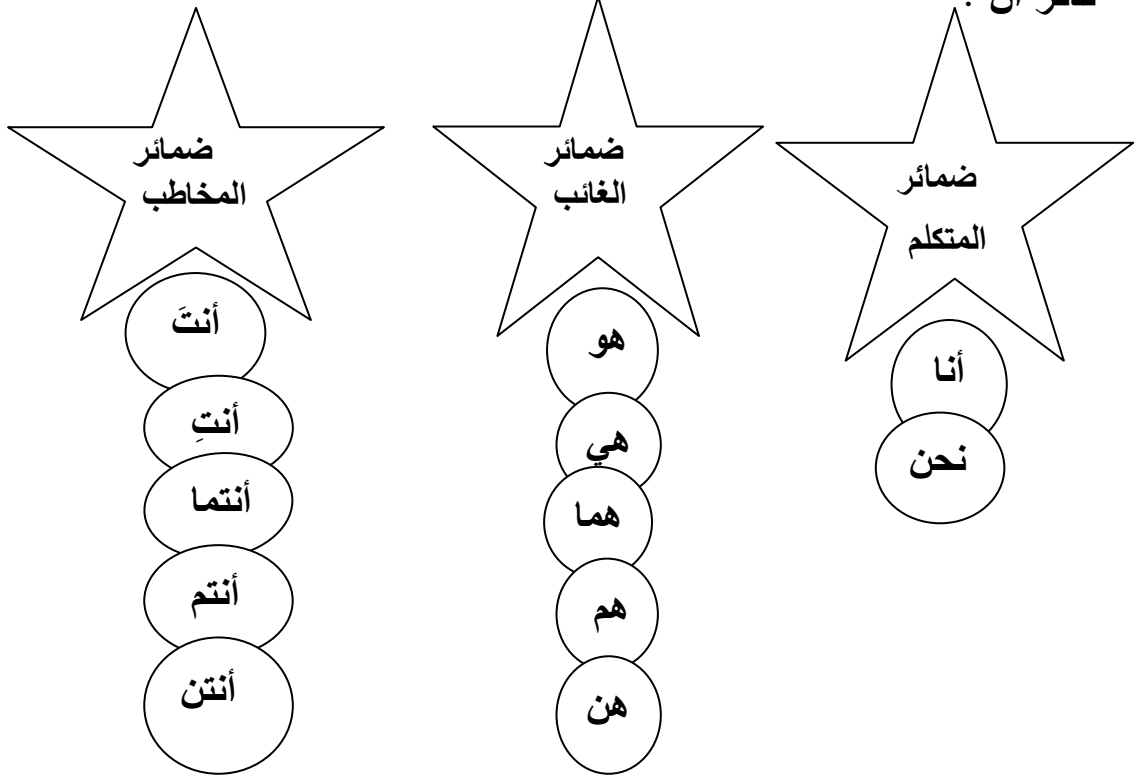 ضمائر
المتكلم
أنا
نحن
ضمائر
الغائب
هو
هي
هما
هم
هن
ضمائر
المخاطب
أنتَ
أنتِ
أنتما
أنتم
أنتن